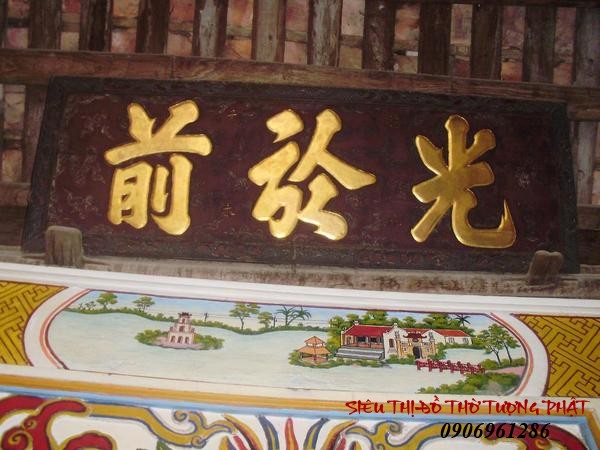 光於前
SIÊU THỊ ĐỒ THỜ TƯỢNG PHẬT
0906961286